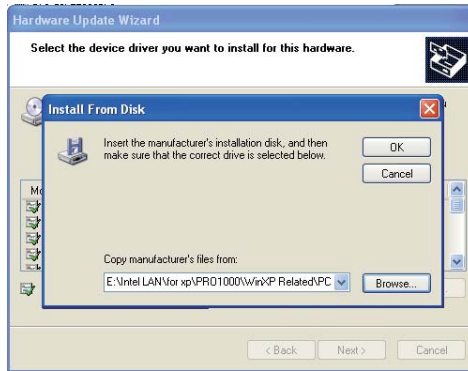 Hardware Update Wizard
Select the device driver you want to install for this hardware.
Install From Disk
Insert the manufacturer's installation disk, and then
make sure that the correct drive is selected below.
OK
Cancel
Mo
Copy manufacturer's files from:
E:\Intel LAN\for xp\PRO1000\WinXP Related\PC
Browse...
< Back
Next >
Cancel